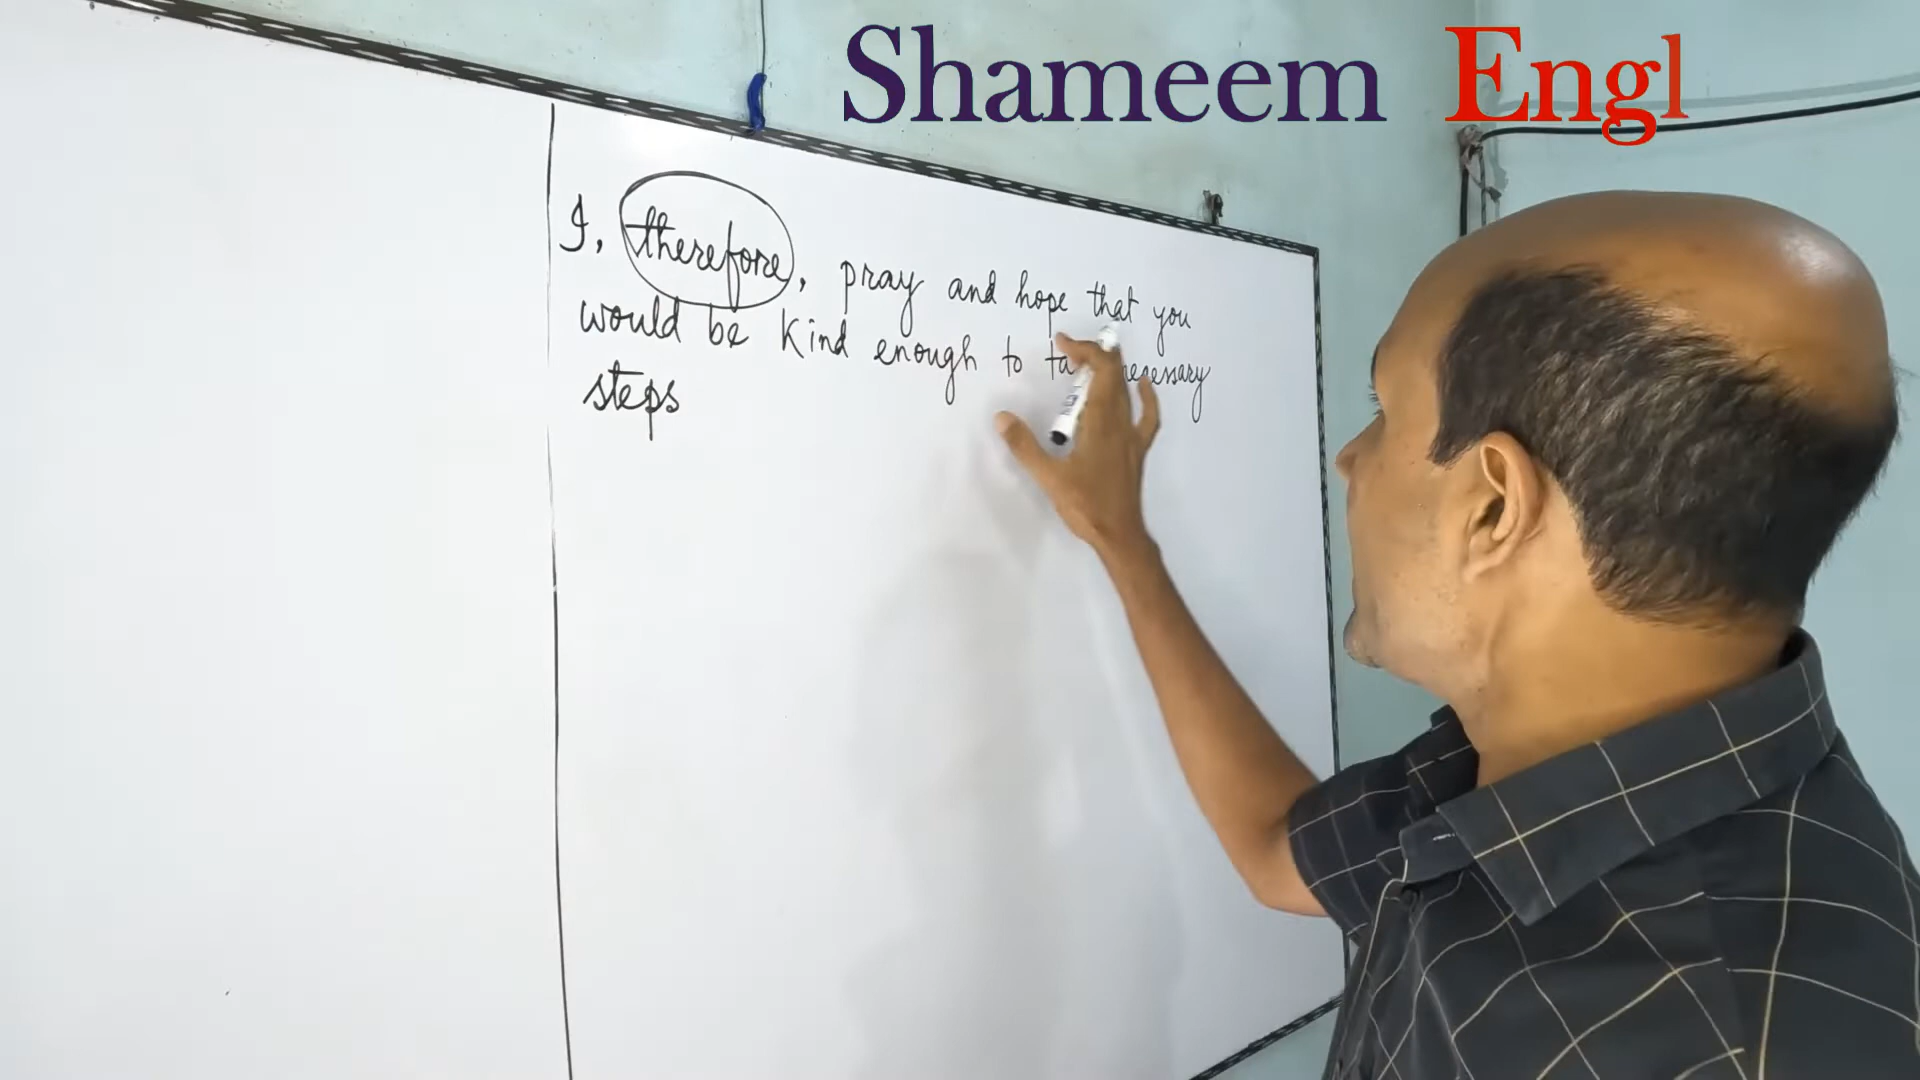 Shameem Engl
I, therefore, pray and hope that you
would be kind enough to ta necessary
steps